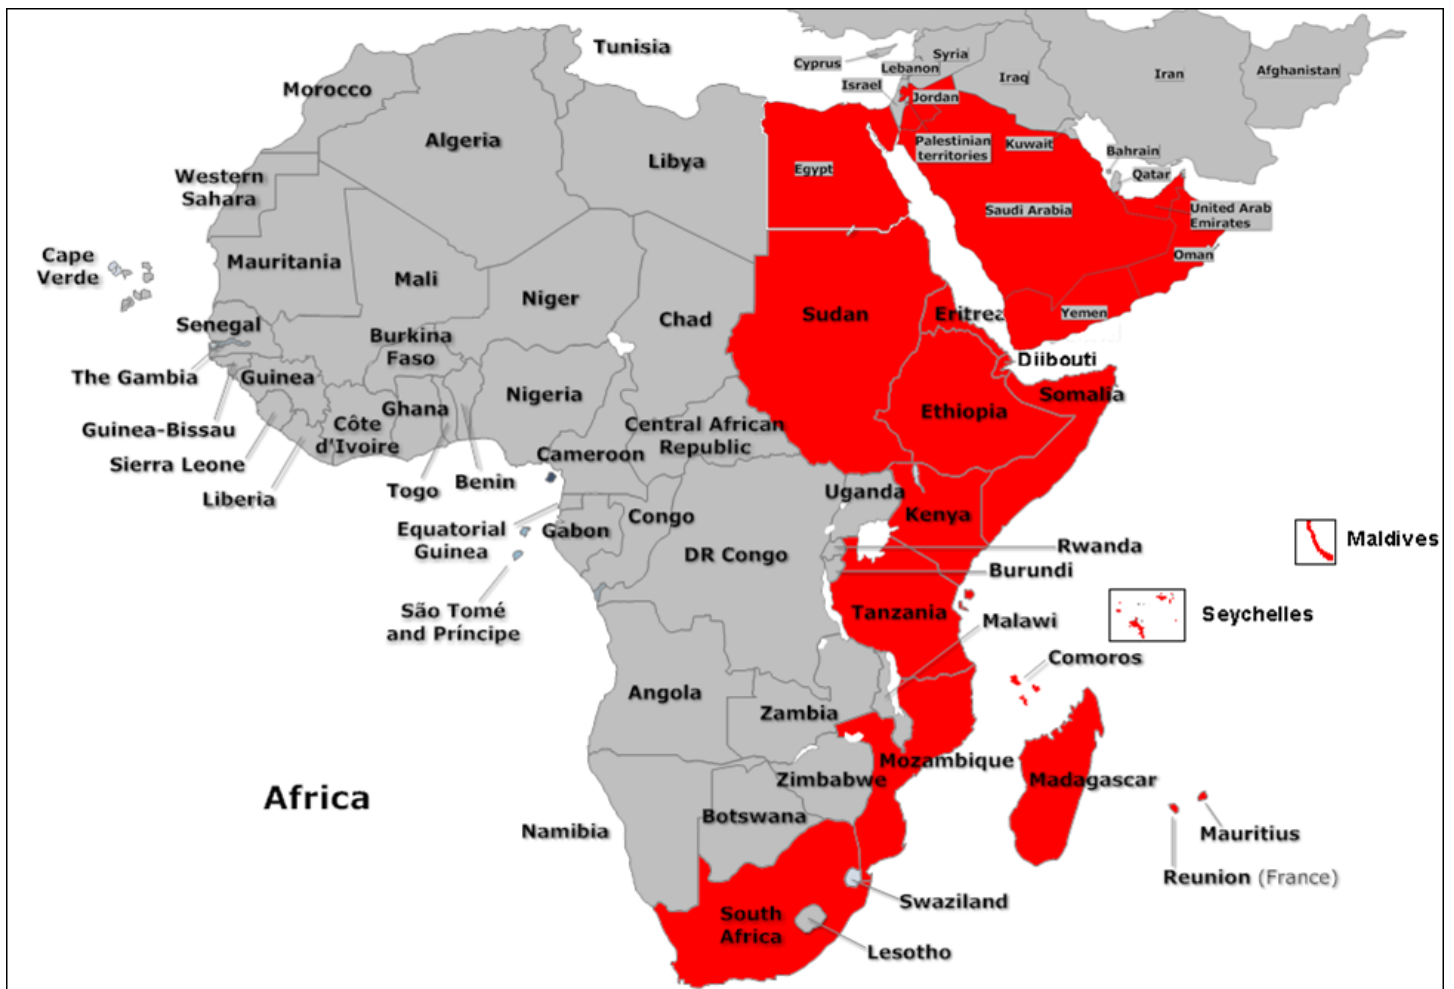 Tunisia
Morocco
Algeria
Libya
Western
Sahara
Cape
Verde
Mauritania
Mali
Niger
Chad
Senegal
Burkina
Faso
The Gambia
Guinea
Nigeria
Ghana
Guinea-Bissau
Côte
d'Ivoire
Central African
Republic
Sierra Leone
Cameroon
Liberia
Togo
Benin
Equatorial
Guinea
Gabon
Congo
DR Congo
São Tomé
and Príncipe
Angola
Zambia
Zimbabwe
Botswana
Namibia
Africa
South
Africa
Lesotho
Swaziland
Mozambique
Madagascar
Mauritius
Reunion (France)
Comoros
Malawi
Seychelles
Maldives
Tanzania
Burundi
Rwanda
Kenya
Uganda
Ethiopia
Somalia
Diibouti
Eritrea
Sudan
Egypt
Cyprus
Syria
Lebanon
Israel
Iraq
Iran
Afghanistan
Jordan
Palestinian
territories
Kuwait
Bahrain
Qatar
Saudi Arabia
United Arab
Emirates
Oman
Yemen